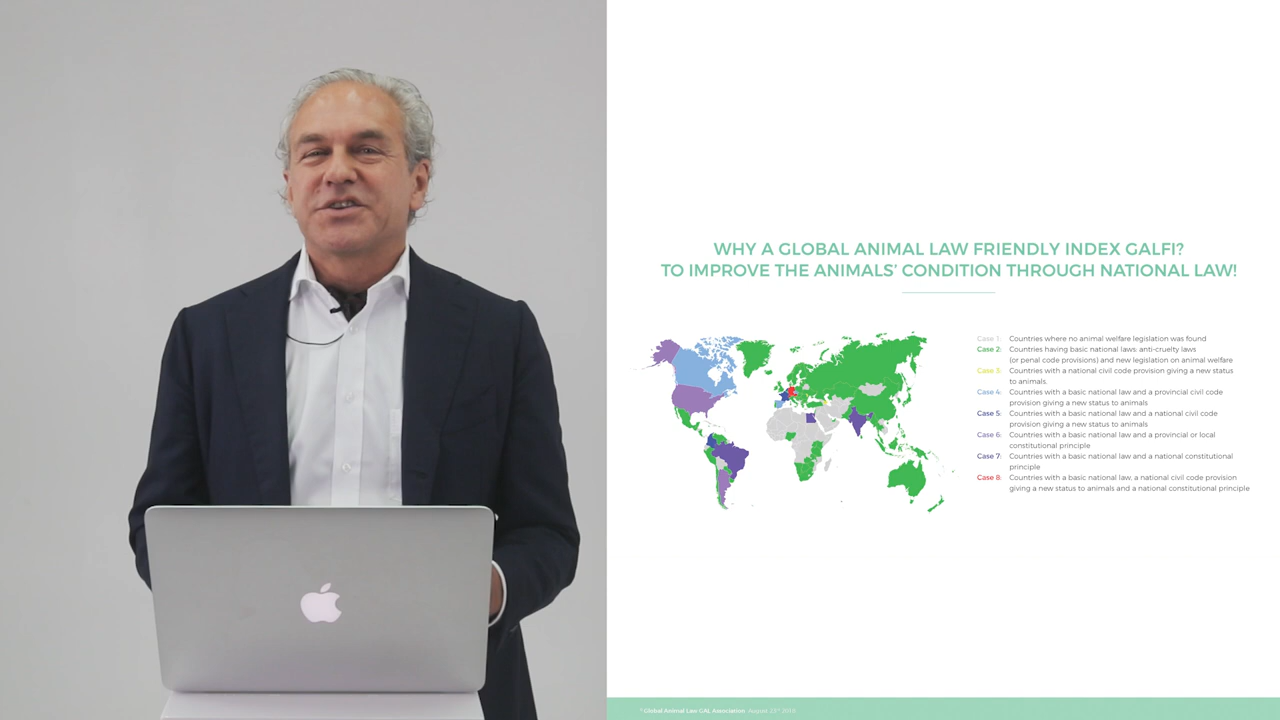 WHY A GLOBAL ANIMAL LAW FRIENDLY INDEX GALFI?
TO IMPROVE THE ANIMALS' CONDITION THROUGH NATIONAL LAW!
Case 1: Countries where no animal welfare legislation was found
Case 2: Countries having basic national laws: anti-cruelty laws
(or penal code provisions) and new legislation on animal welfare
Case 3: Countries with a national civil code provision giving a new status
to animals.
Case 4: Countries with a basic national law and a provincial civil code
provision giving a new status to animals
Case 5: Countries with a basic national law and a national civil code
provision giving a new status to animals
Case 6: Countries with a basic national law and a provincial or local
constitutional principle
Case 7: Countries with a basic national law and a national constitutional
principle
Case 8: Countries with a basic national law, a national civil code provision
giving a new status to animals and a national constitutional principle
* Global Animal Law GAL Association August 23rd